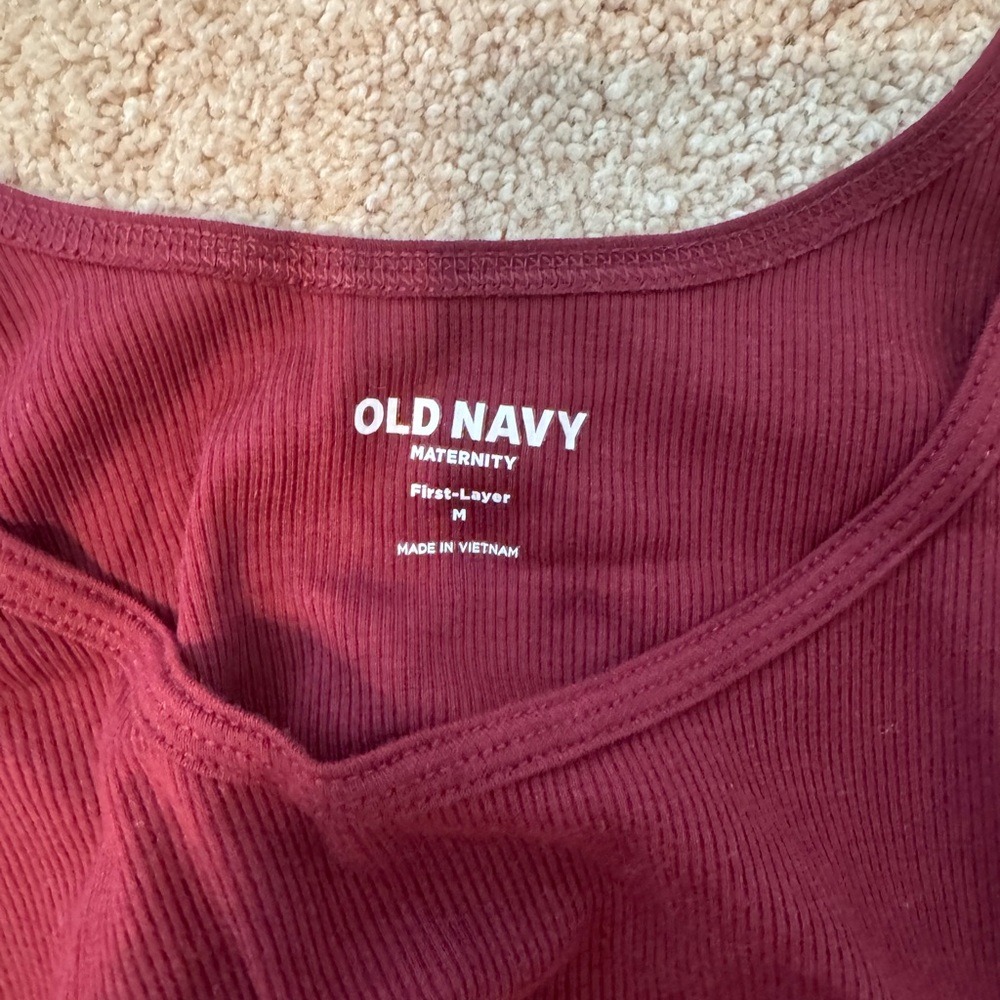 OLD NAVY
MATERNITY
First-Layer
M
MADE IN VIETNAM